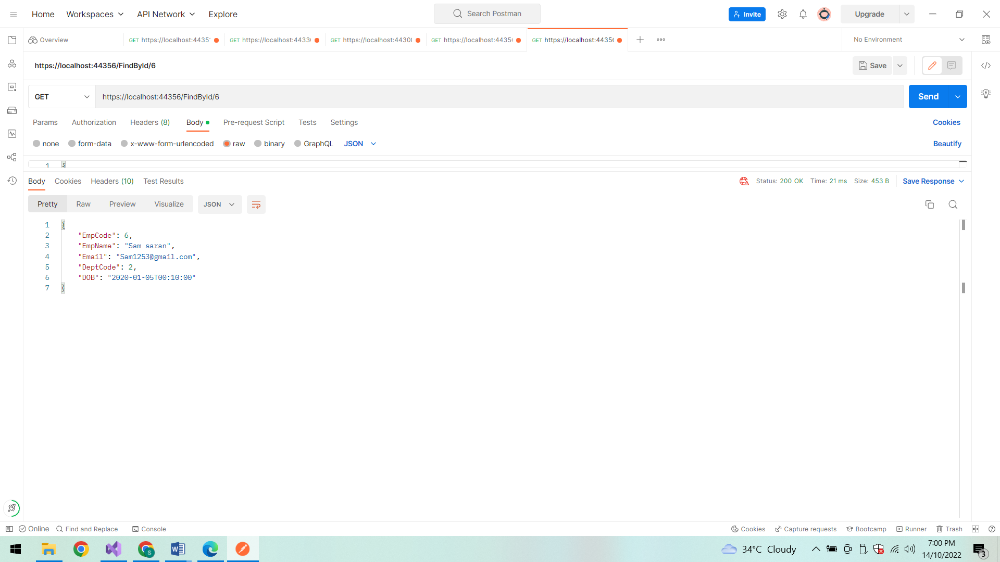 Home Workspaces API Network Explore Search Postman Invite Upgrade
Overview GET https://localhost:4435 GET https://localhost:4433 GET https://localhost:4430 GET https://localhost:4435 GET https://localhost:4435 No Environment
https://localhost:44356/FindById/6 Save
GET https://localhost:44356/FindById/6 Send
Params Authorization Headers (8) Body Pre-request Script Tests Settings Cookies
none form-data x-www-form-urlencoded raw binary GraphQL JSON Beautify
1 {
Body Cookies Headers (10) Test Results Status: 200 OK Time: 21 ms Size: 453 B Save Response
Pretty Raw Preview Visualize JSON
1 {
2 "EmpCode": 6,
3 "EmpName": "Sam saran",
4 "Email": "Sam1253@gmail.com",
5 "DeptCode": 2,
6 "DOB": "2020-01-05T00:10:00"
7 }
Online Find and Replace Console Cookies Capture requests Bootcamp Runner Trash
34°C Cloudy 7:00 PM
14/10/2022 3